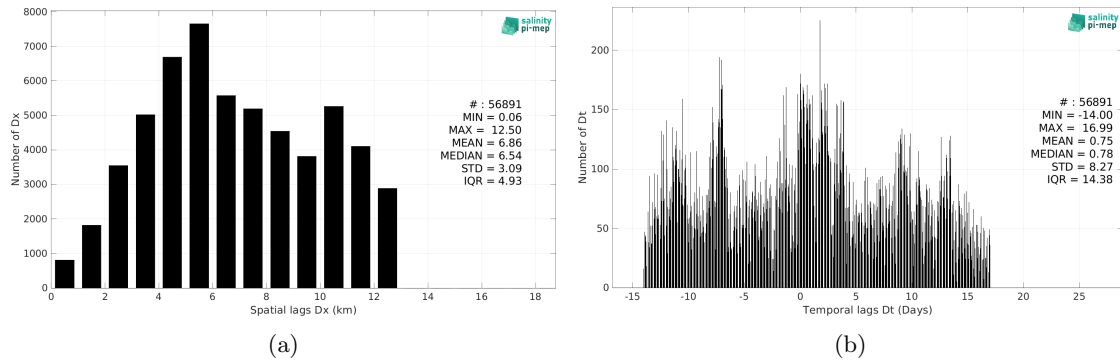 8000
7000
6000
5000
4000
3000
2000
1000
0
Number of Dx
0 2 4 6 8 10 12 14 16 18
Spatial lags Dx (km)
salinity
pi-mep
# : 56891
MIN = 0.06
MAX = 12.50
MEAN = 6.86
MEDIAN = 6.54
STD = 3.09
IQR = 4.93
(a)
200
150
100
50
0
Number of Dt
-15 -10 -5 0 5 10 15 20 25
Temporal lags Dt (Days)
salinity
pi-mep
# : 56891
MIN = -14.00
MAX = 16.99
MEAN = 0.75
MEDIAN = 0.78
STD = 8.27
IQR = 14.38
(b)